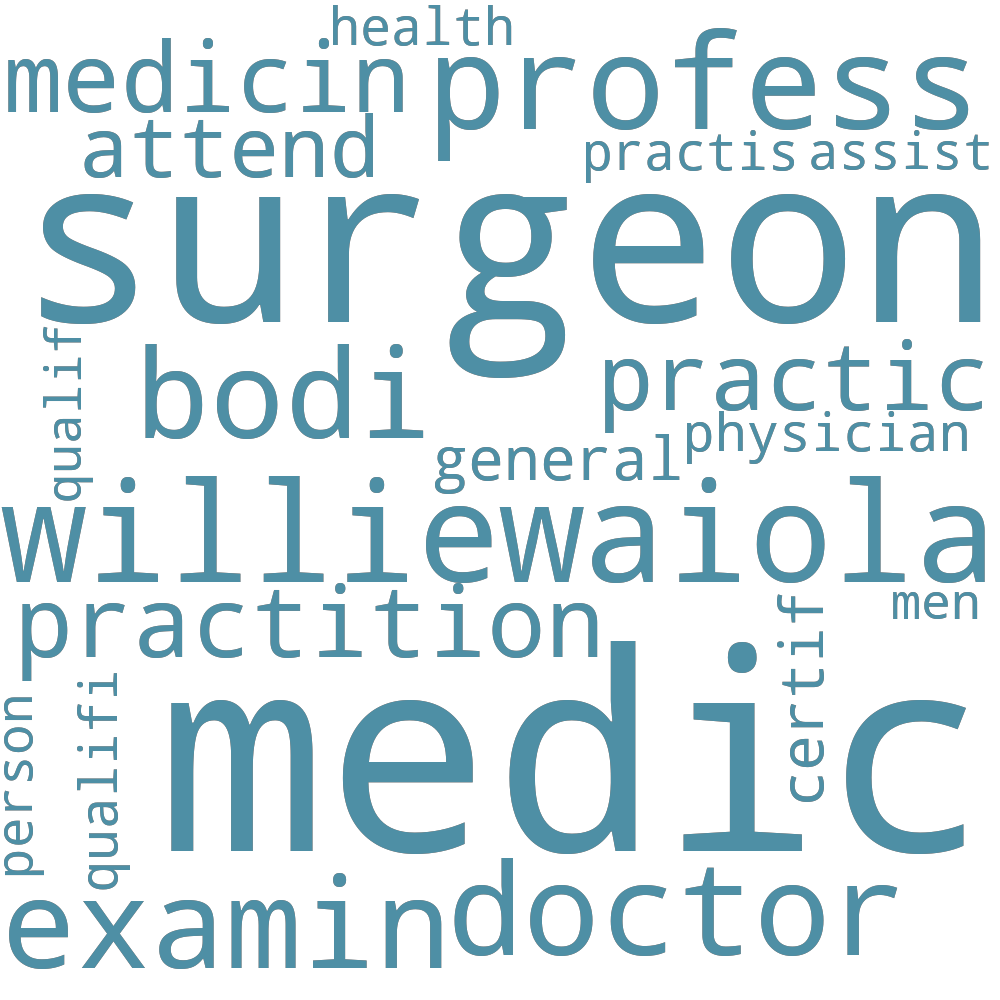 health
medicin profess
attend practis assist
surgeon
qualif bodi practic
general physician
williewaiola
practition men
person qualifi medic certif
examin doctor